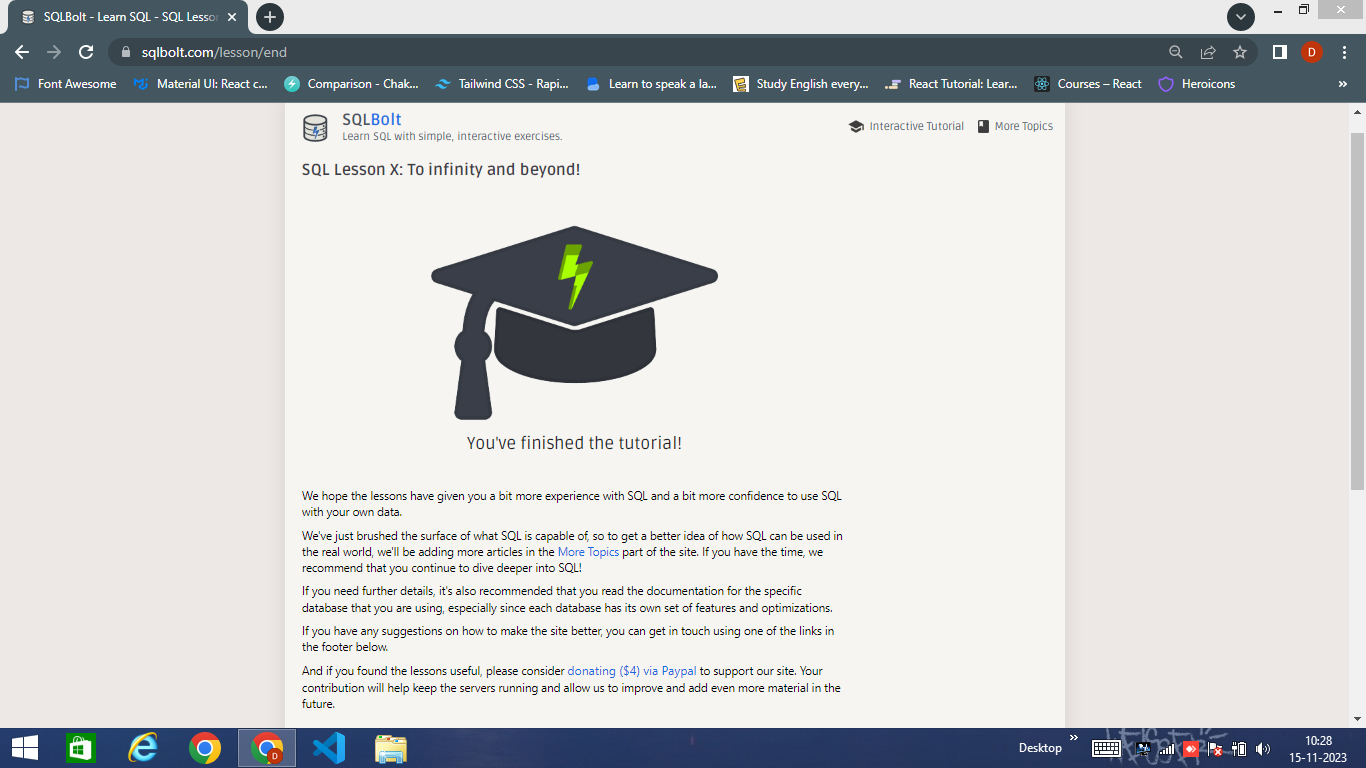 SQLBolt - Learn SQL - SQL Lesson
sqlbolt.com/lesson/end
D
Font Awesome
Material UI: React c...
Comparison - Chak...
Tailwind CSS - Rapi...
Learn to speak a la...
Study English every...
React Tutorial: Lear...
Courses – React
Heroicons
»
SQLBolt
Learn SQL with simple, interactive exercises.
Interactive Tutorial
More Topics
SQL Lesson X: To infinity and beyond!
You've finished the tutorial!
We hope the lessons have given you a bit more experience with SQL and a bit more confidence to use SQL
with your own data.
We've just brushed the surface of what SQL is capable of, so to get a better idea of how SQL can be used in
the real world, we'll be adding more articles in the More Topics part of the site. If you have the time, we
recommend that you continue to dive deeper into SQL!
If you need further details, it's also recommended that you read the documentation for the specific
database that you are using, especially since each database has its own set of features and optimizations.
If you have any suggestions on how to make the site better, you can get in touch using one of the links in
the footer below.
And if you found the lessons useful, please consider donating ($4) via Paypal to support our site. Your
contribution will help keep the servers running and allow us to improve and add even more material in the
future.
D
Desktop
»
10:28
15-11-2023